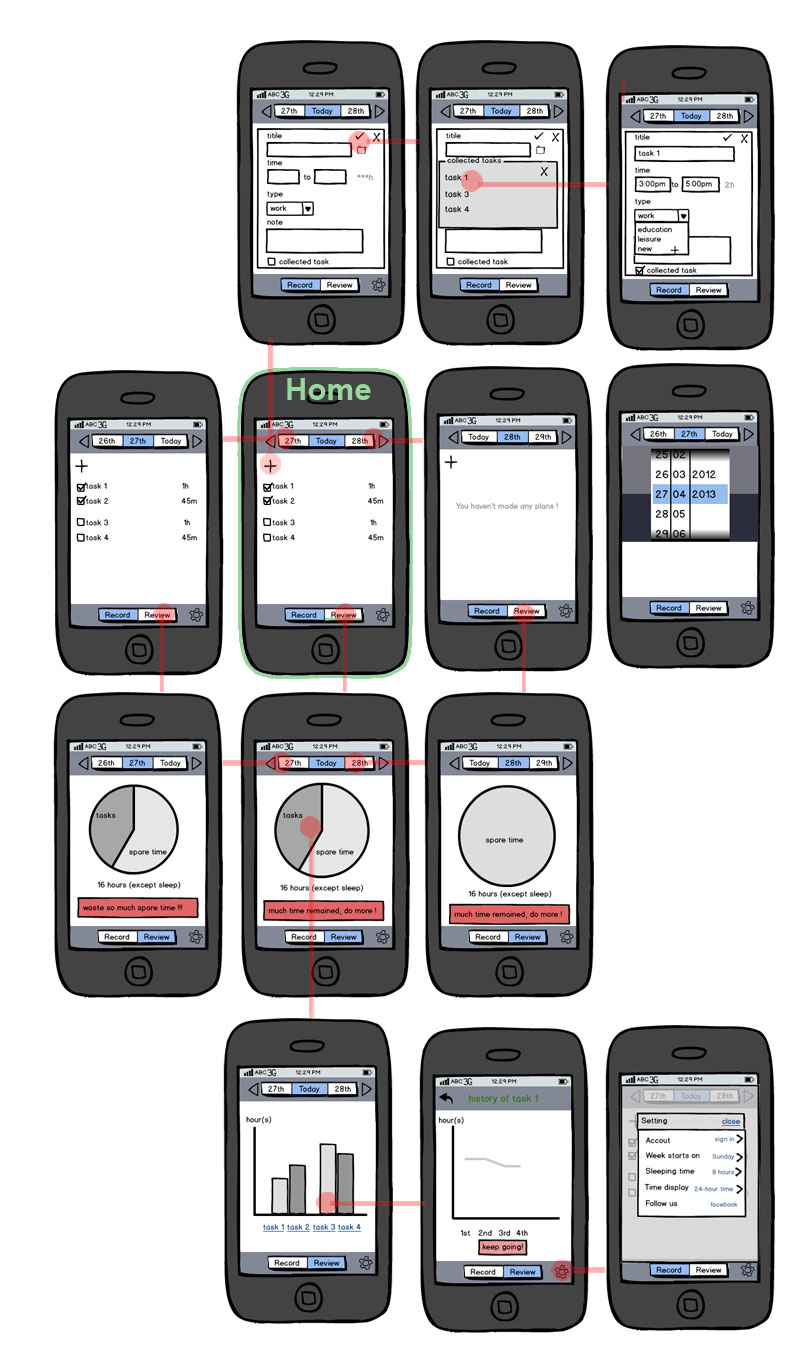 ABC 3G 12:29 PM
27th Today 28th
titile
time
to ***h
type
work
note
collected task
Record Review
ABC 3G 12:29 PM
27th Today 28th
title
collected tasks
X
task 1
task 3
task 4
collected task
Record Review
ABC 3G 12:29 PM
27th Today 28th
title
task 1
time
3:00pm to 5:00pm 2h
type
work
education
leisure
new +
collected task
Record Review
ABC 3G 12:29 PM
26th 27th Today
+
task 1 1h
task 2 45m
task 3 1h
task 4 45m
Record Review
Home
ABC 3G 12:29 PM
27th Today 28th
+
task 1 1h
task 2 45m
task 3 1h
task 4 45m
Record Review
ABC 3G 12:29 PM
Today 28th 29th
+
You haven't made any plans !
Record Review
ABC 3G 12:29 PM
26th 27th Today
25 02
26 03 2012
27 04 2013
28 05
29 06
Record Review
ABC 3G 12:29 PM
26th 27th Today
tasks
spare time
16 hours (except sleep)
waste so much spare time !!!
Record Review
ABC 3G 12:29 PM
27th Today 28th
tasks
spare time
16 hours (except sleep)
much time remained, do more !
Record Review
ABC 3G 12:29 PM
Today 28th 29th
spare time
16 hours (except sleep)
much time remained, do more !
Record Review
ABC 3G 12:29 PM
27th Today 28th
hour(s)
task 1 task 2 task 3 task 4
Record Review
ABC 3G 12:29 PM
history of task 1
hour(s)
1st 2nd 3rd 4th
keep going!
Record Review
ABC 3G 12:29 PM
27th Today 28th
Setting close
Accout sign in
Week starts on Sunday
Sleeping time 8 hours
Time display 24-hour time
Follow us facebook
Record Review